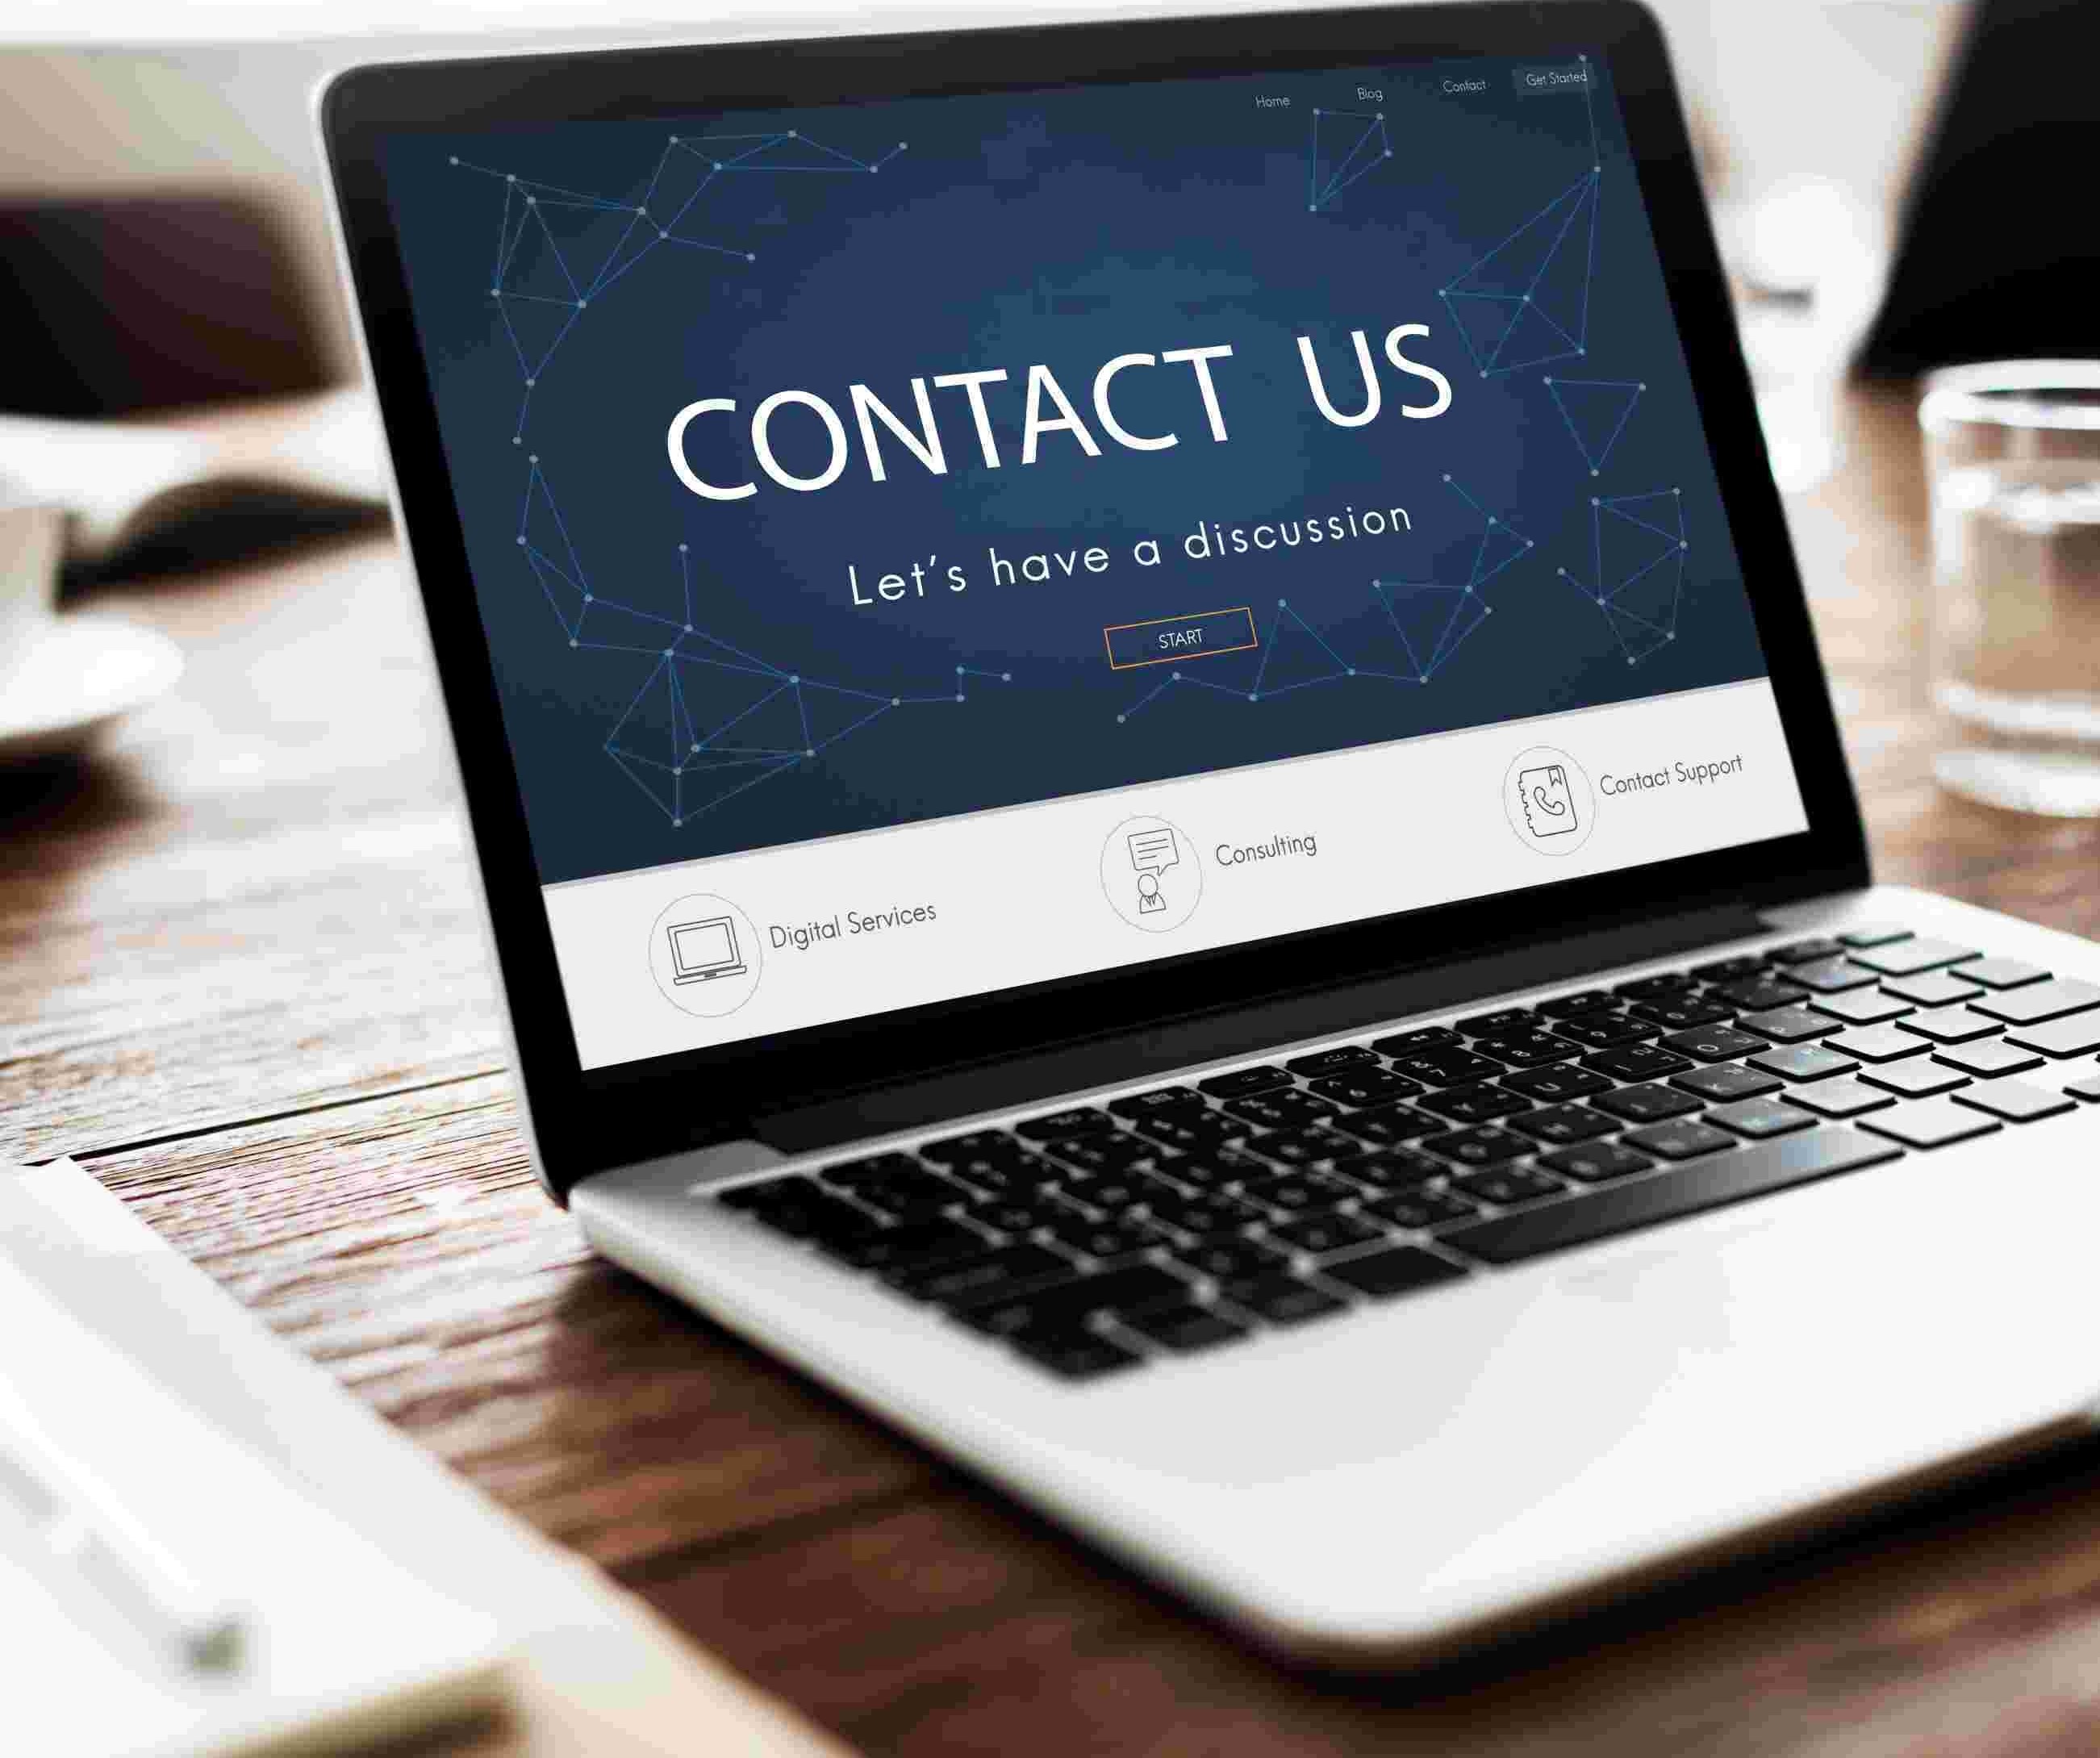 Home Blog Contact Get Started
CONTACT US
Let's have a discussion
START
Digital Services
Consulting
Contact Support